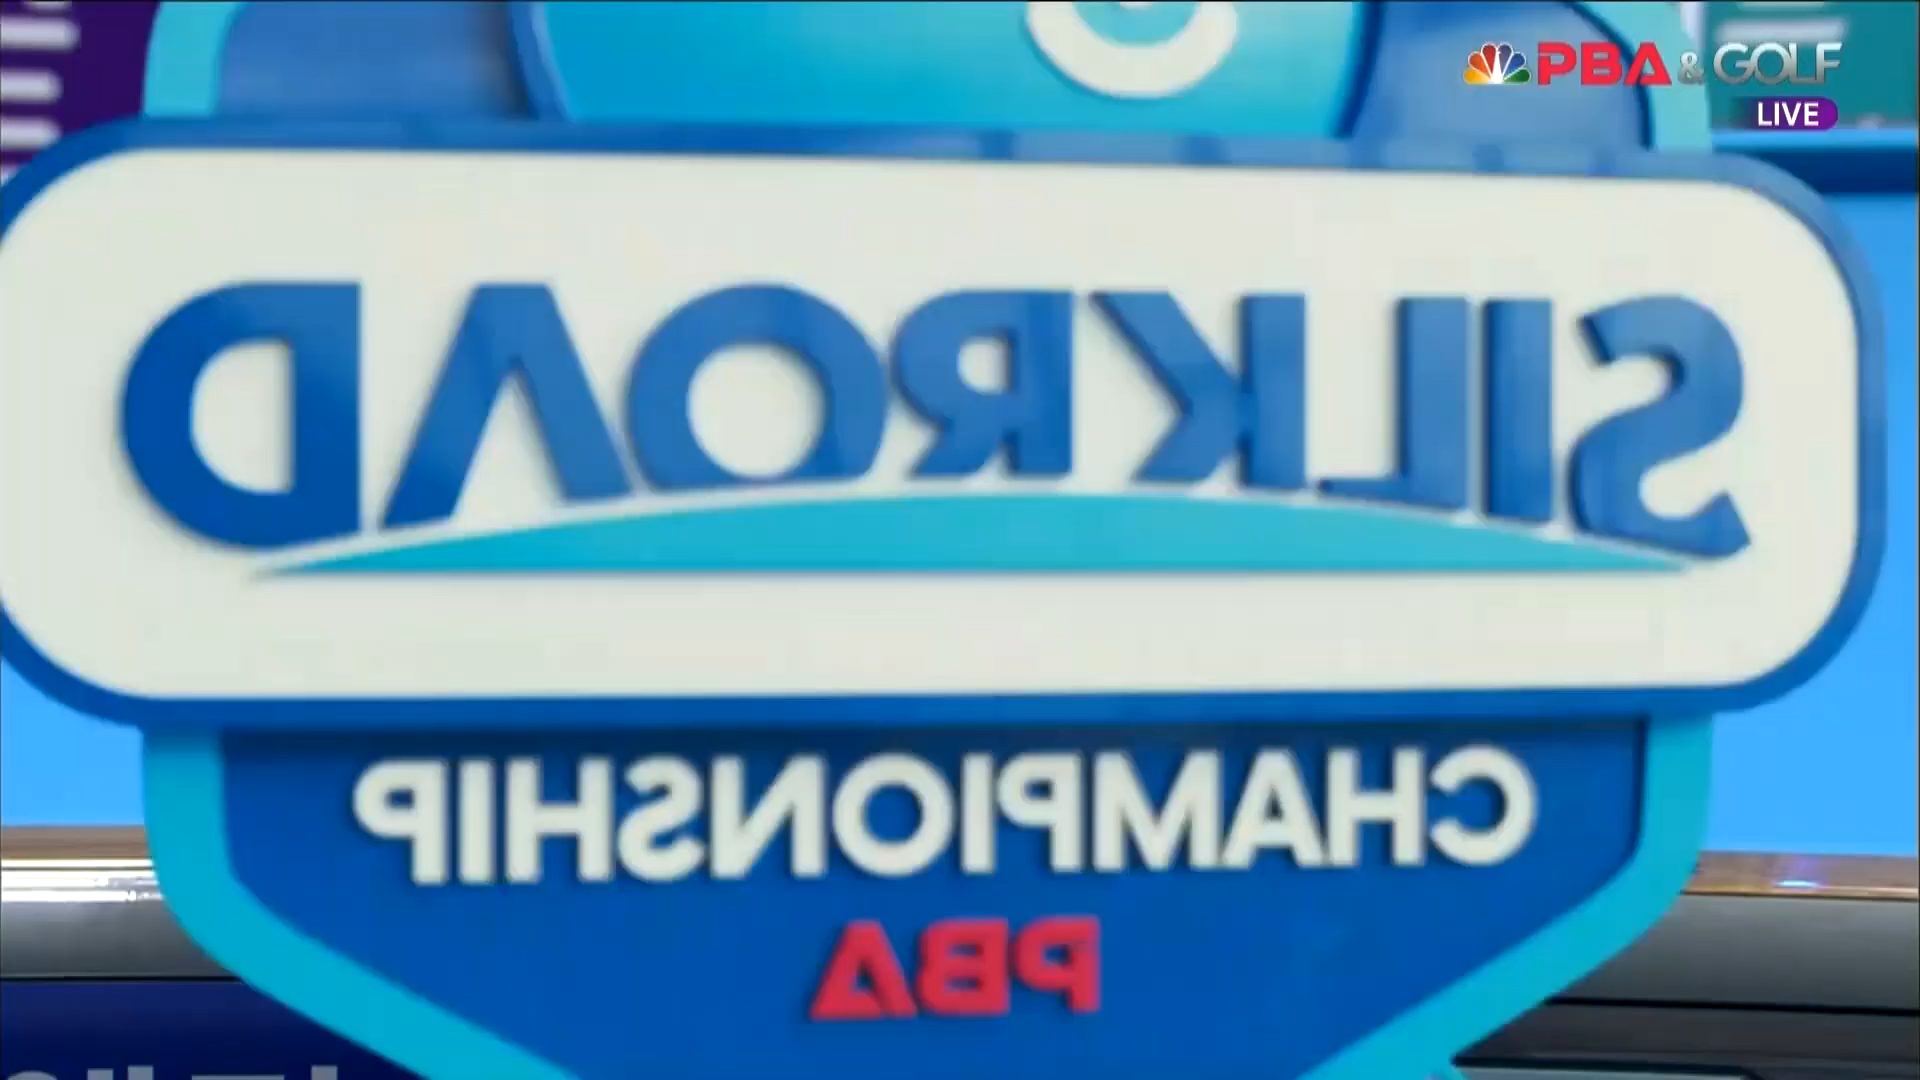 PBA & GOLF
LIVE
SILKROAD
CHAMPIONSHIP
PBA